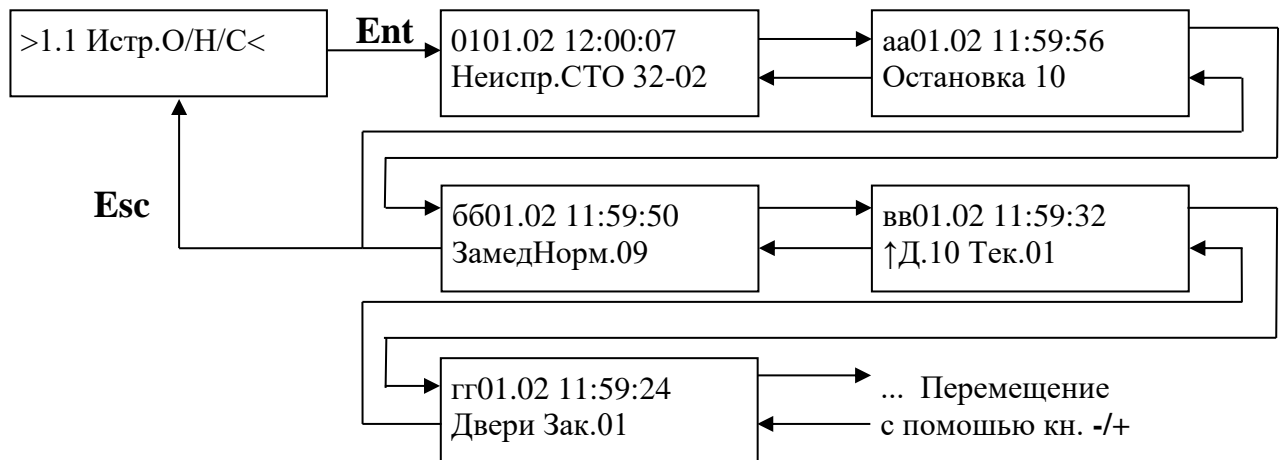 >1.1 Истр.О/Н/С<
Ent
0101.02 12:00:07
Неиспр.СТО 32-02
аа01.02 11:59:56
Остановка 10
Esc
бб01.02 11:59:50
ЗамедНорм.09
вв01.02 11:59:32
↑Д.10 Тек.01
гг01.02 11:59:24
Двери Зак.01
... Перемещение
с помошью кн. -/+